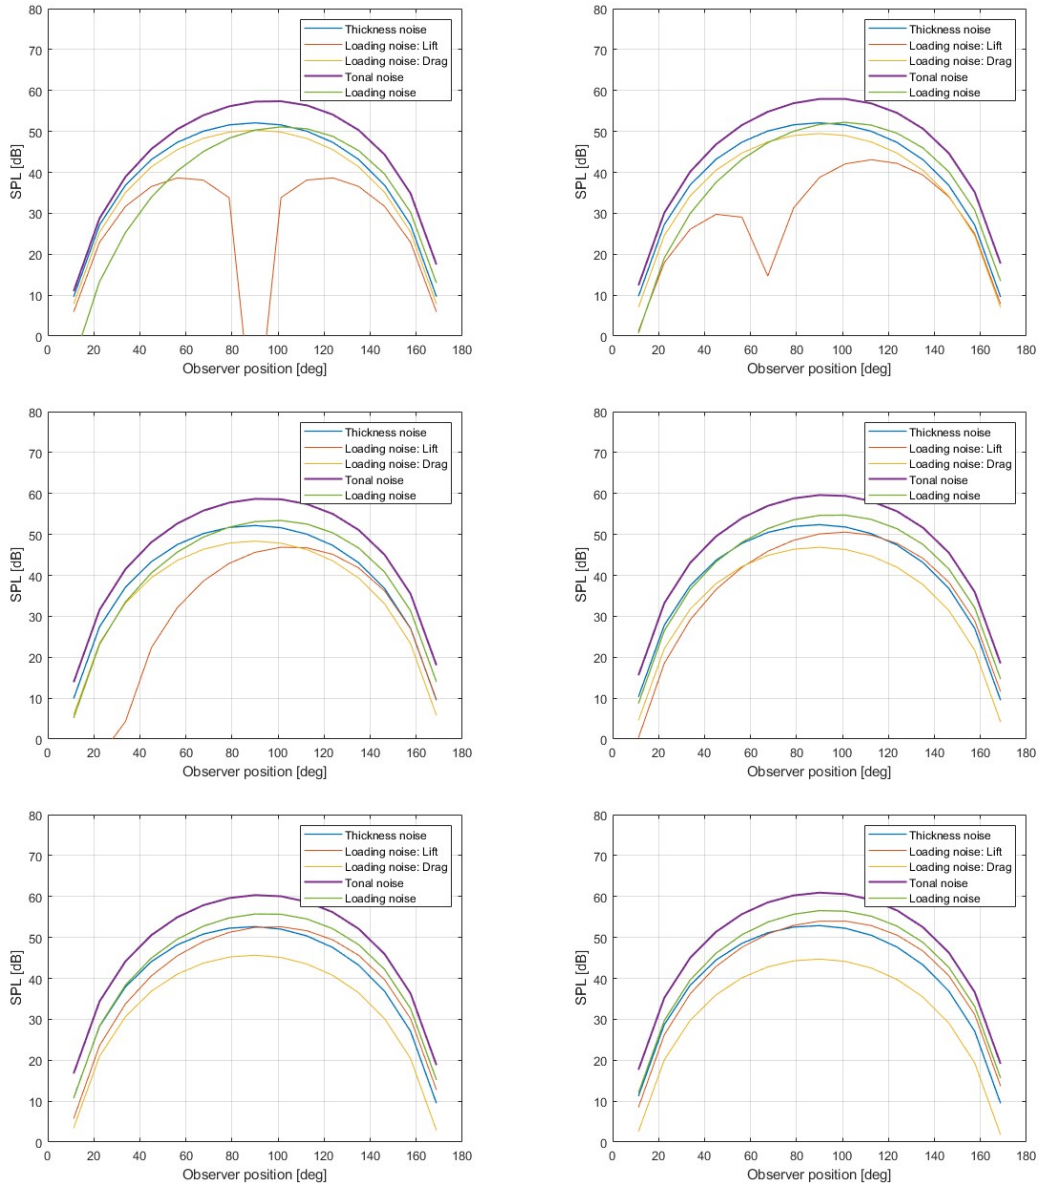 80
70
60
50
40
30
20
10
0
SPL [dB]
0 20 40 60 80 100 120 140 160 180
Observer position [deg]
Thickness noise
Loading noise: Lift
Loading noise: Drag
Tonal noise
Loading noise
80
70
60
50
40
30
20
10
0
SPL [dB]
0 20 40 60 80 100 120 140 160 180
Observer position [deg]
Thickness noise
Loading noise: Lift
Loading noise: Drag
Tonal noise
Loading noise
80
70
60
50
40
30
20
10
0
SPL [dB]
0 20 40 60 80 100 120 140 160 180
Observer position [deg]
Thickness noise
Loading noise: Lift
Loading noise: Drag
Tonal noise
Loading noise
80
70
60
50
40
30
20
10
0
SPL [dB]
0 20 40 60 80 100 120 140 160 180
Observer position [deg]
Thickness noise
Loading noise: Lift
Loading noise: Drag
Tonal noise
Loading noise
80
70
60
50
40
30
20
10
0
SPL [dB]
0 20 40 60 80 100 120 140 160 180
Observer position [deg]
Thickness noise
Loading noise: Lift
Loading noise: Drag
Tonal noise
Loading noise
80
70
60
50
40
30
20
10
0
SPL [dB]
0 20 40 60 80 100 120 140 160 180
Observer position [deg]
Thickness noise
Loading noise: Lift
Loading noise: Drag
Tonal noise
Loading noise